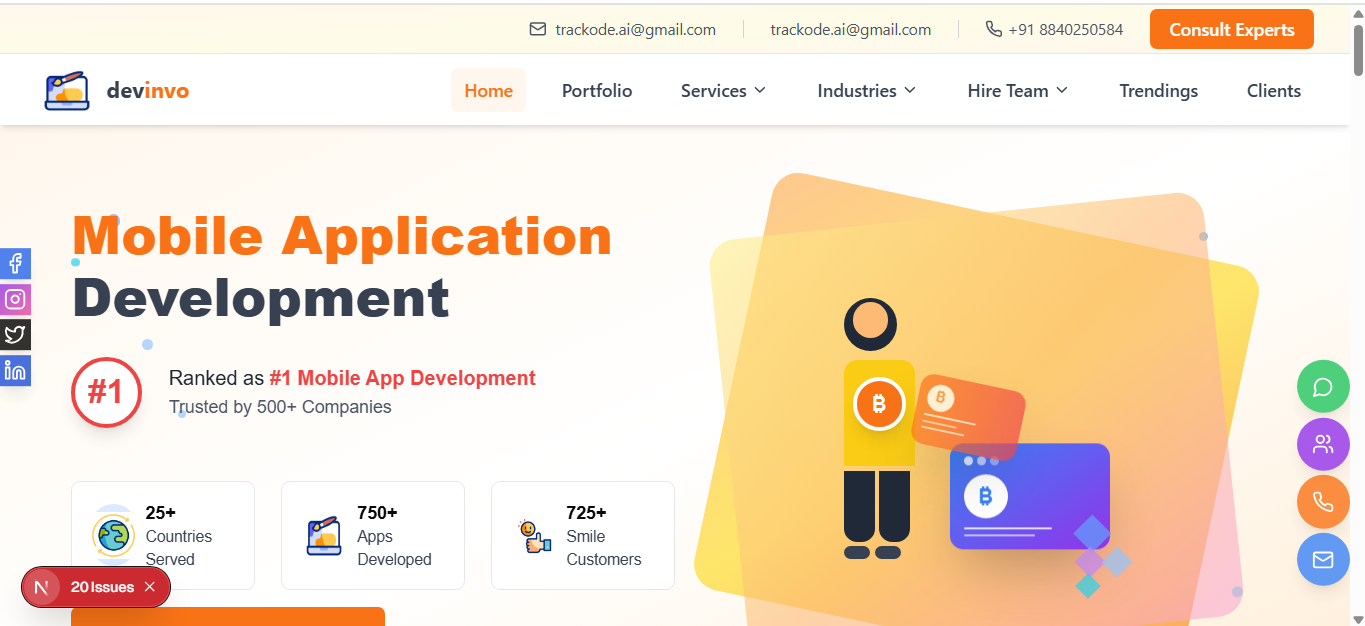 trackode.ai@gmail.com trackode.ai@gmail.com +91 8840250584 Consult Experts
devinvo Home Portfolio Services Industries Hire Team Trendings Clients
Mobile Application
Development
#1
Ranked as #1 Mobile App Development
Trusted by 500+ Companies
25+
Countries
Served
750+
Apps
Developed
725+
Smile
Customers
N 20 Issues